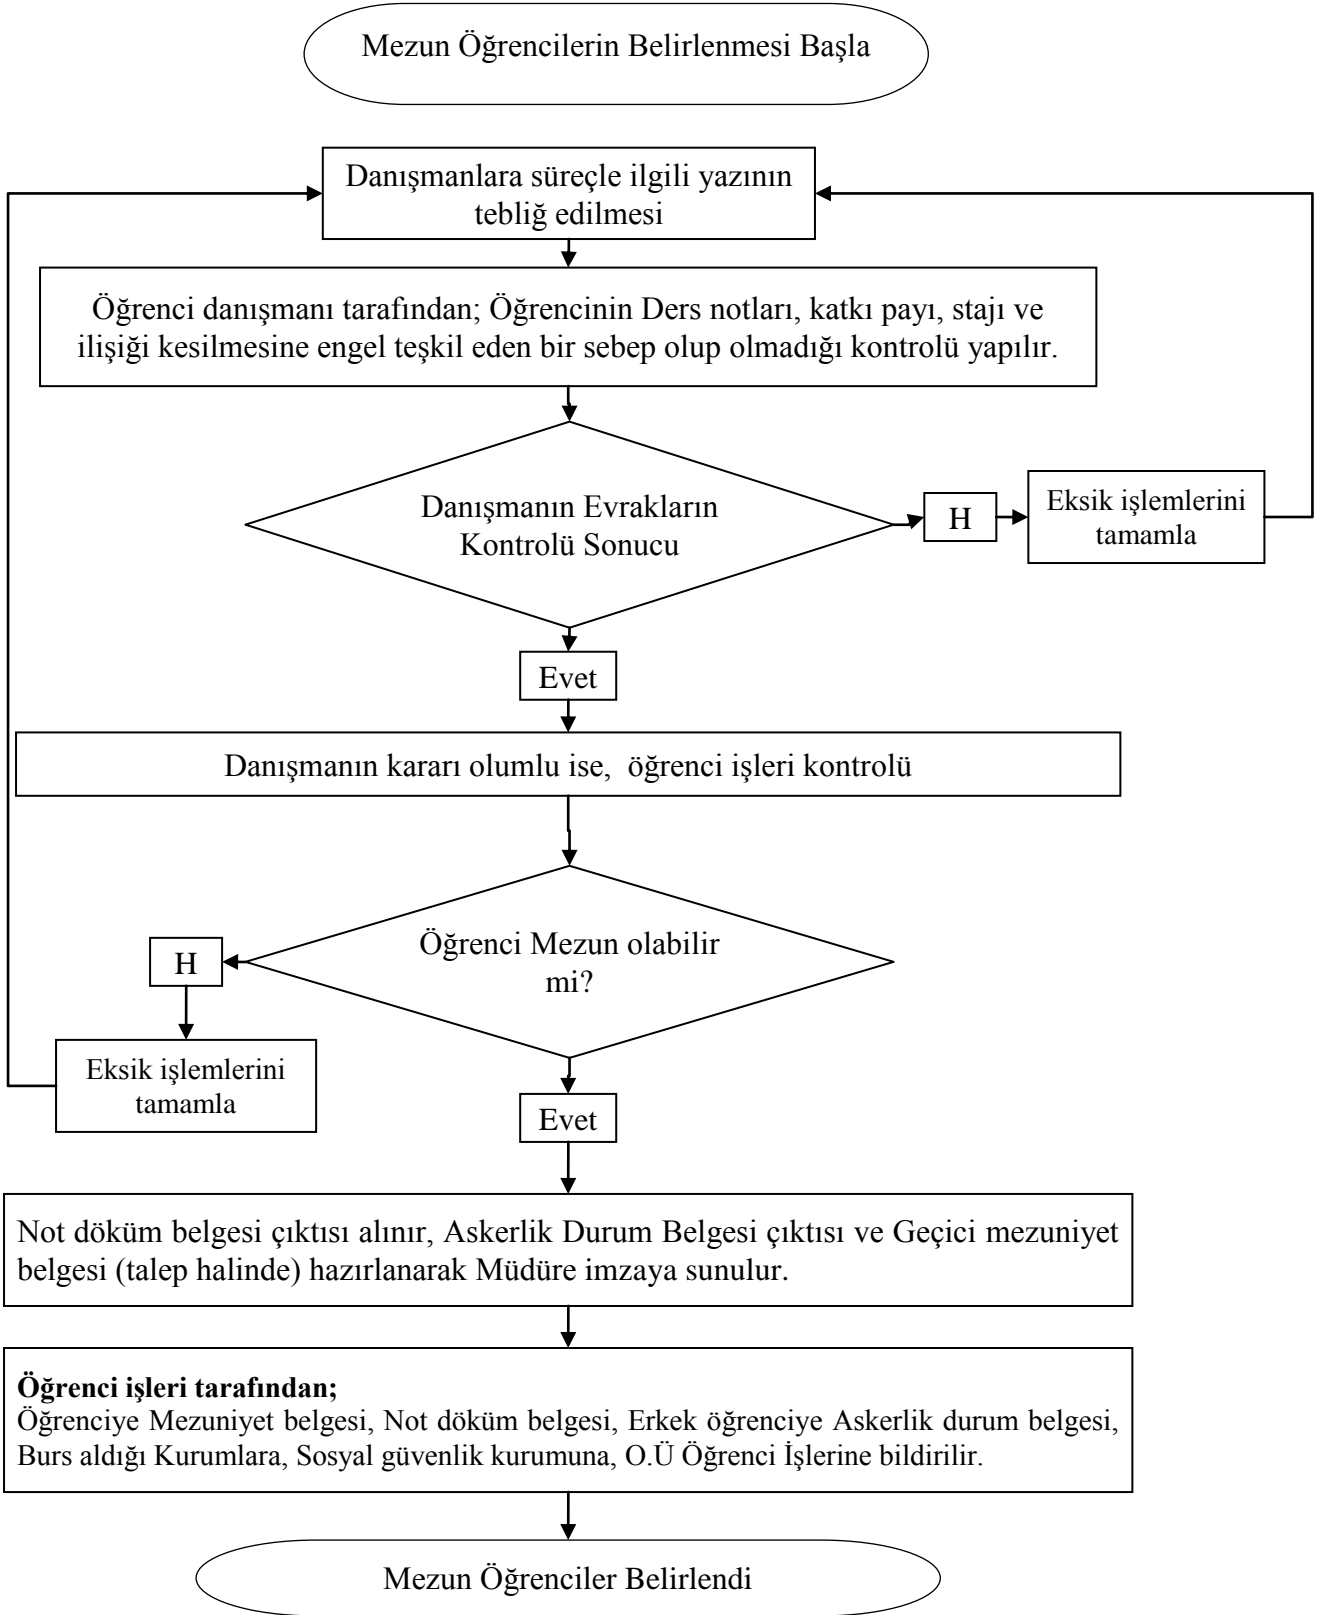 Mezun Öğrencilerin Belirlenmesi Başla
Danışmanlara süreçle ilgili yazının
tebliğ edilmesi
Öğrenci danışmanı tarafından; Öğrencinin Ders notları, katkı payı, stajı ve
ilişiği kesilmesine engel teşkil eden bir sebep olup olmadığı kontrolü yapılır.
Danışmanın Evrakların
Kontrolü Sonucu
H
Eksik işlemlerini
tamamla
Evet
Danışmanın kararı olumlu ise, öğrenci işleri kontrolü
Öğrenci Mezun olabilir
mi?
H
Eksik işlemlerini
tamamla
Evet
Not döküm belgesi çıktısı alınır, Askerlik Durum Belgesi çıktısı ve Geçici mezuniyet
belgesi (talep halinde) hazırlanarak Müdüre imzaya sunulur.
Öğrenci işleri tarafından;
Öğrenciye Mezuniyet belgesi, Not döküm belgesi, Erkek öğrenciye Askerlik durum belgesi,
Burs aldığı Kurumlara, Sosyal güvenlik kurumuna, O.Ü Öğrenci İşlerine bildirilir.
Mezun Öğrenciler Belirlendi